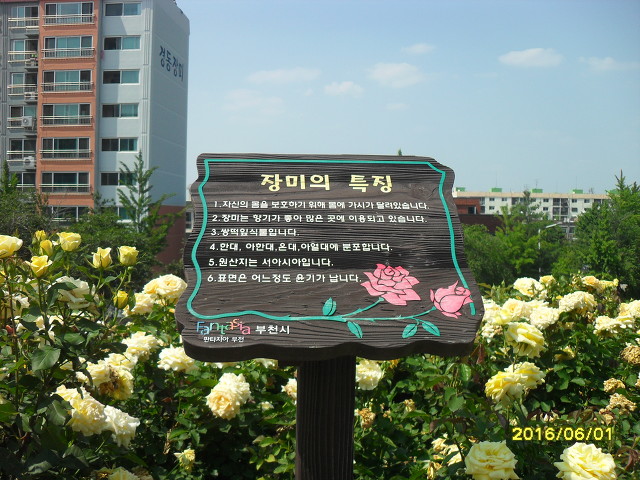 경동장미
장미의 특징
1.자신의 몸을 보호하기 위해 몸에 가시가 달려있습니다.
2.장미는 향기가 좋아 많은 곳에 이용되고 있습니다.
3.쌍떡잎식물입니다.
4.한대, 아한대,온대,아열대에 분포합니다.
5.원산지는 서아시아입니다.
6.표면은 어느정도 윤기가 납니다.
Fantasia 부천시
판타지아 부천
2016/06/01